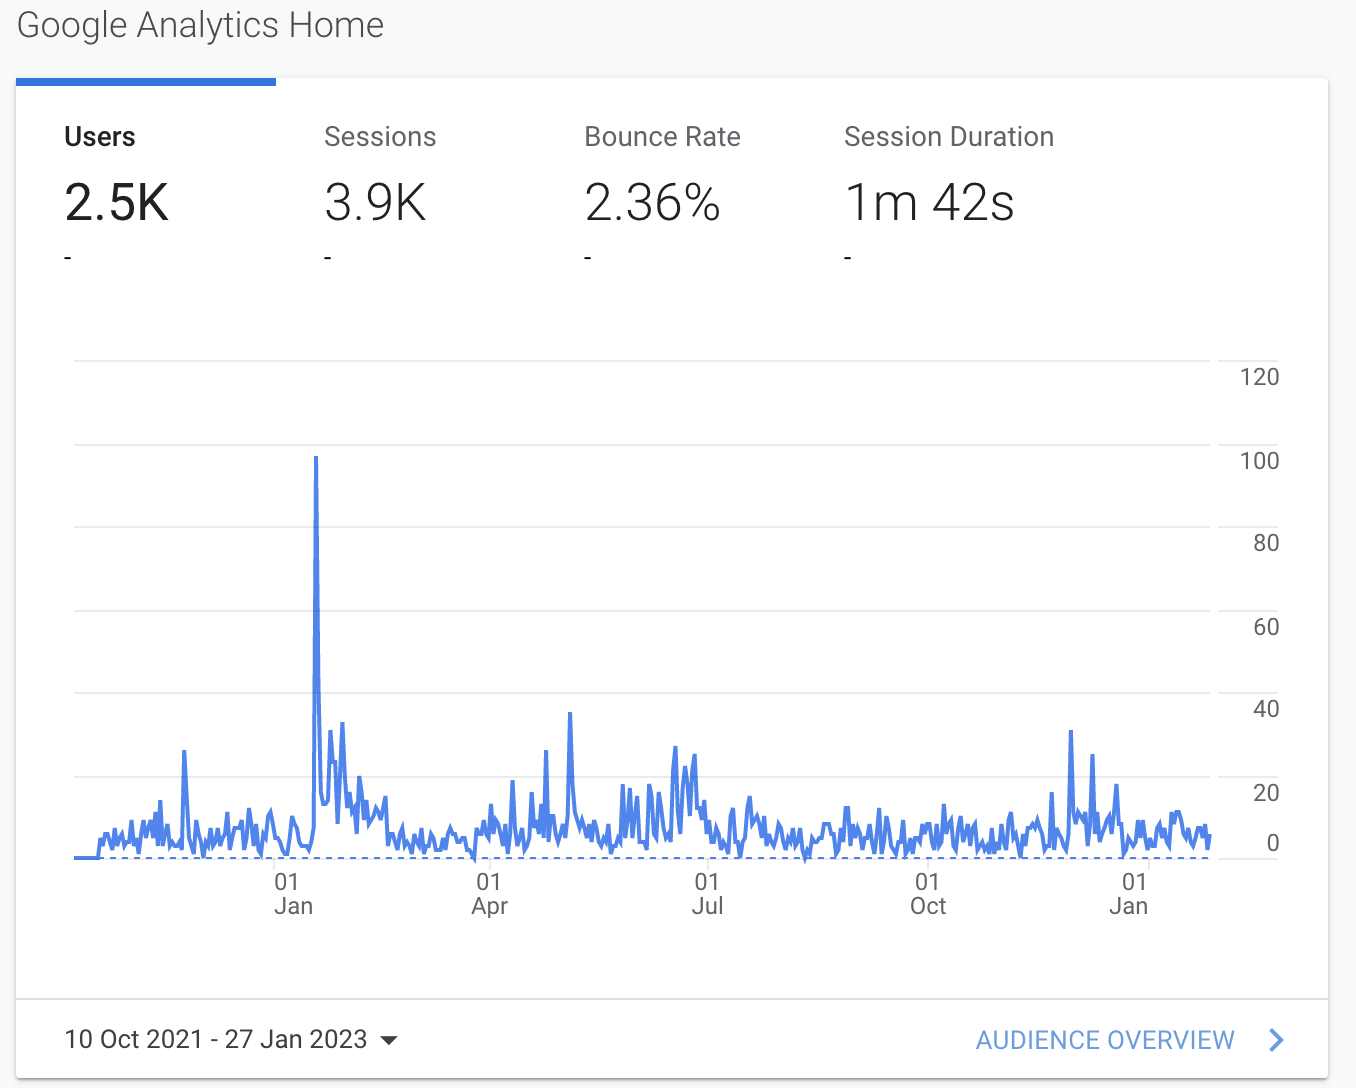 Google Analytics Home
Users Sessions Bounce Rate Session Duration
2.5K 3.9K 2.36% 1m 42s
- - - -
120
100
80
60
40
20
0
01 01 01 01 01
Jan Apr Jul Oct Jan
10 Oct 2021 - 27 Jan 2023 AUDIENCE OVERVIEW